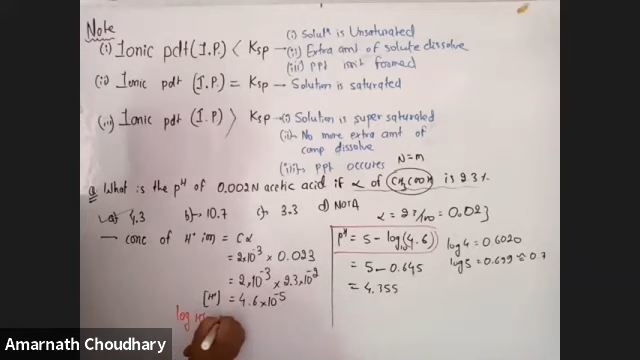 Note
(i) Ionic pdt (I.P.) < Ksp — (i) Solun is Unsaturated
(ii) Extra amt of solute dissolve
(iii) PPt isn't formed
(ii) Ionic pdt (I.P.) = Ksp — Solution is saturated
(iii) Ionic pdt (I.P) > Ksp — (i) Solution is super saturated
(ii) No more extra amt of comp dissolve
(iii) PPt occures
N=m
Q. What is the pH of 0.002N acetic acid if α of CH3COOH is 2.3%
a) 4.3 b) 10.7 c) 3.3 d) NOTA
α = 2.3/100 = 0.023
— conc of H+ ion = Cα
= 2×10-3 × 0.023
= 2×10-3 × 2.3×10-2
[H+] = 4.6×10-5
log 10
pH = 5 - log10(4.6)
= 5 - 0.645
= 4.355
log 4 = 0.6020
log 5 = 0.699 ≈ 0.7
Amarnath Choudhary